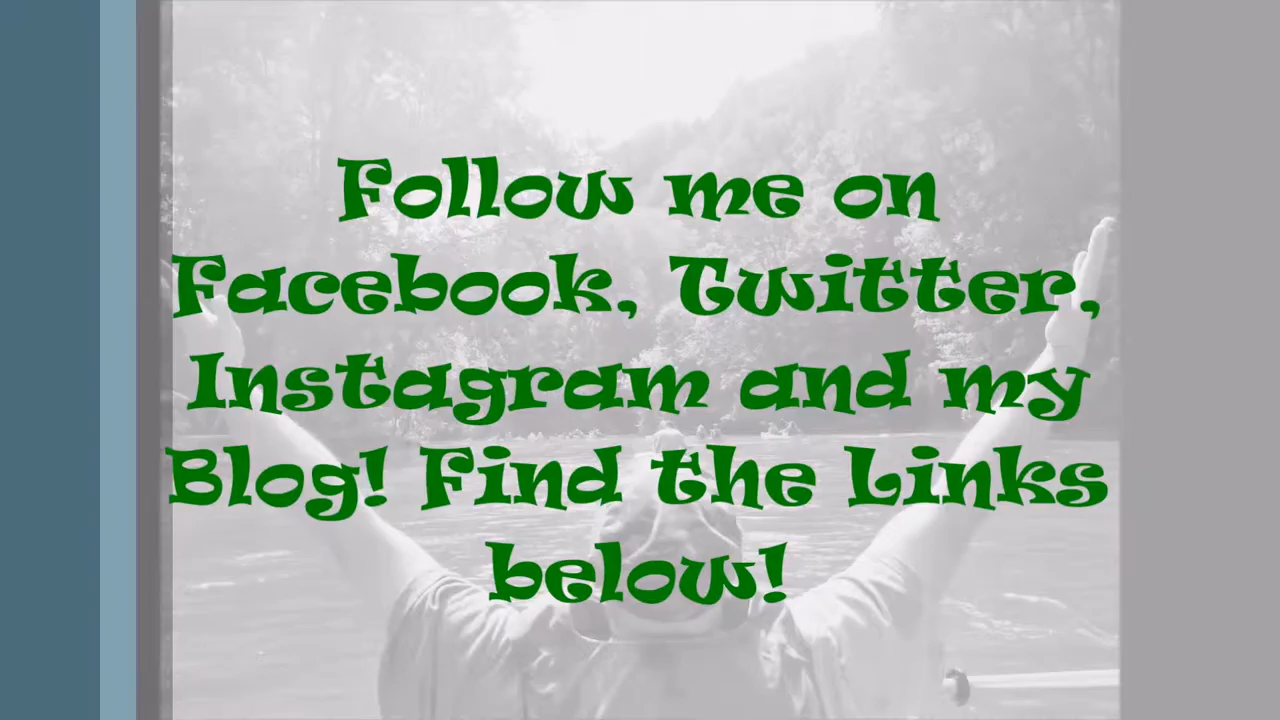 Follow me on
Facebook, Twitter,
Instagram and my
Blog! Find the Links
below!